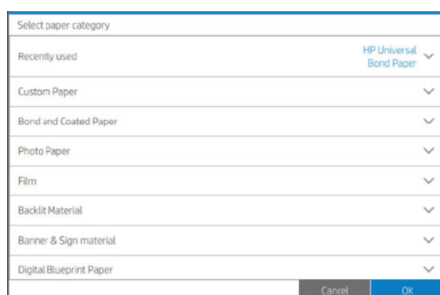 Select paper category
Recently used
HP Universal
Bond Paper
Custom Paper
Bond and Coated Paper
Photo Paper
Film
Backlit Material
Banner & Sign material
Digital Blueprint Paper
Cancel
OK